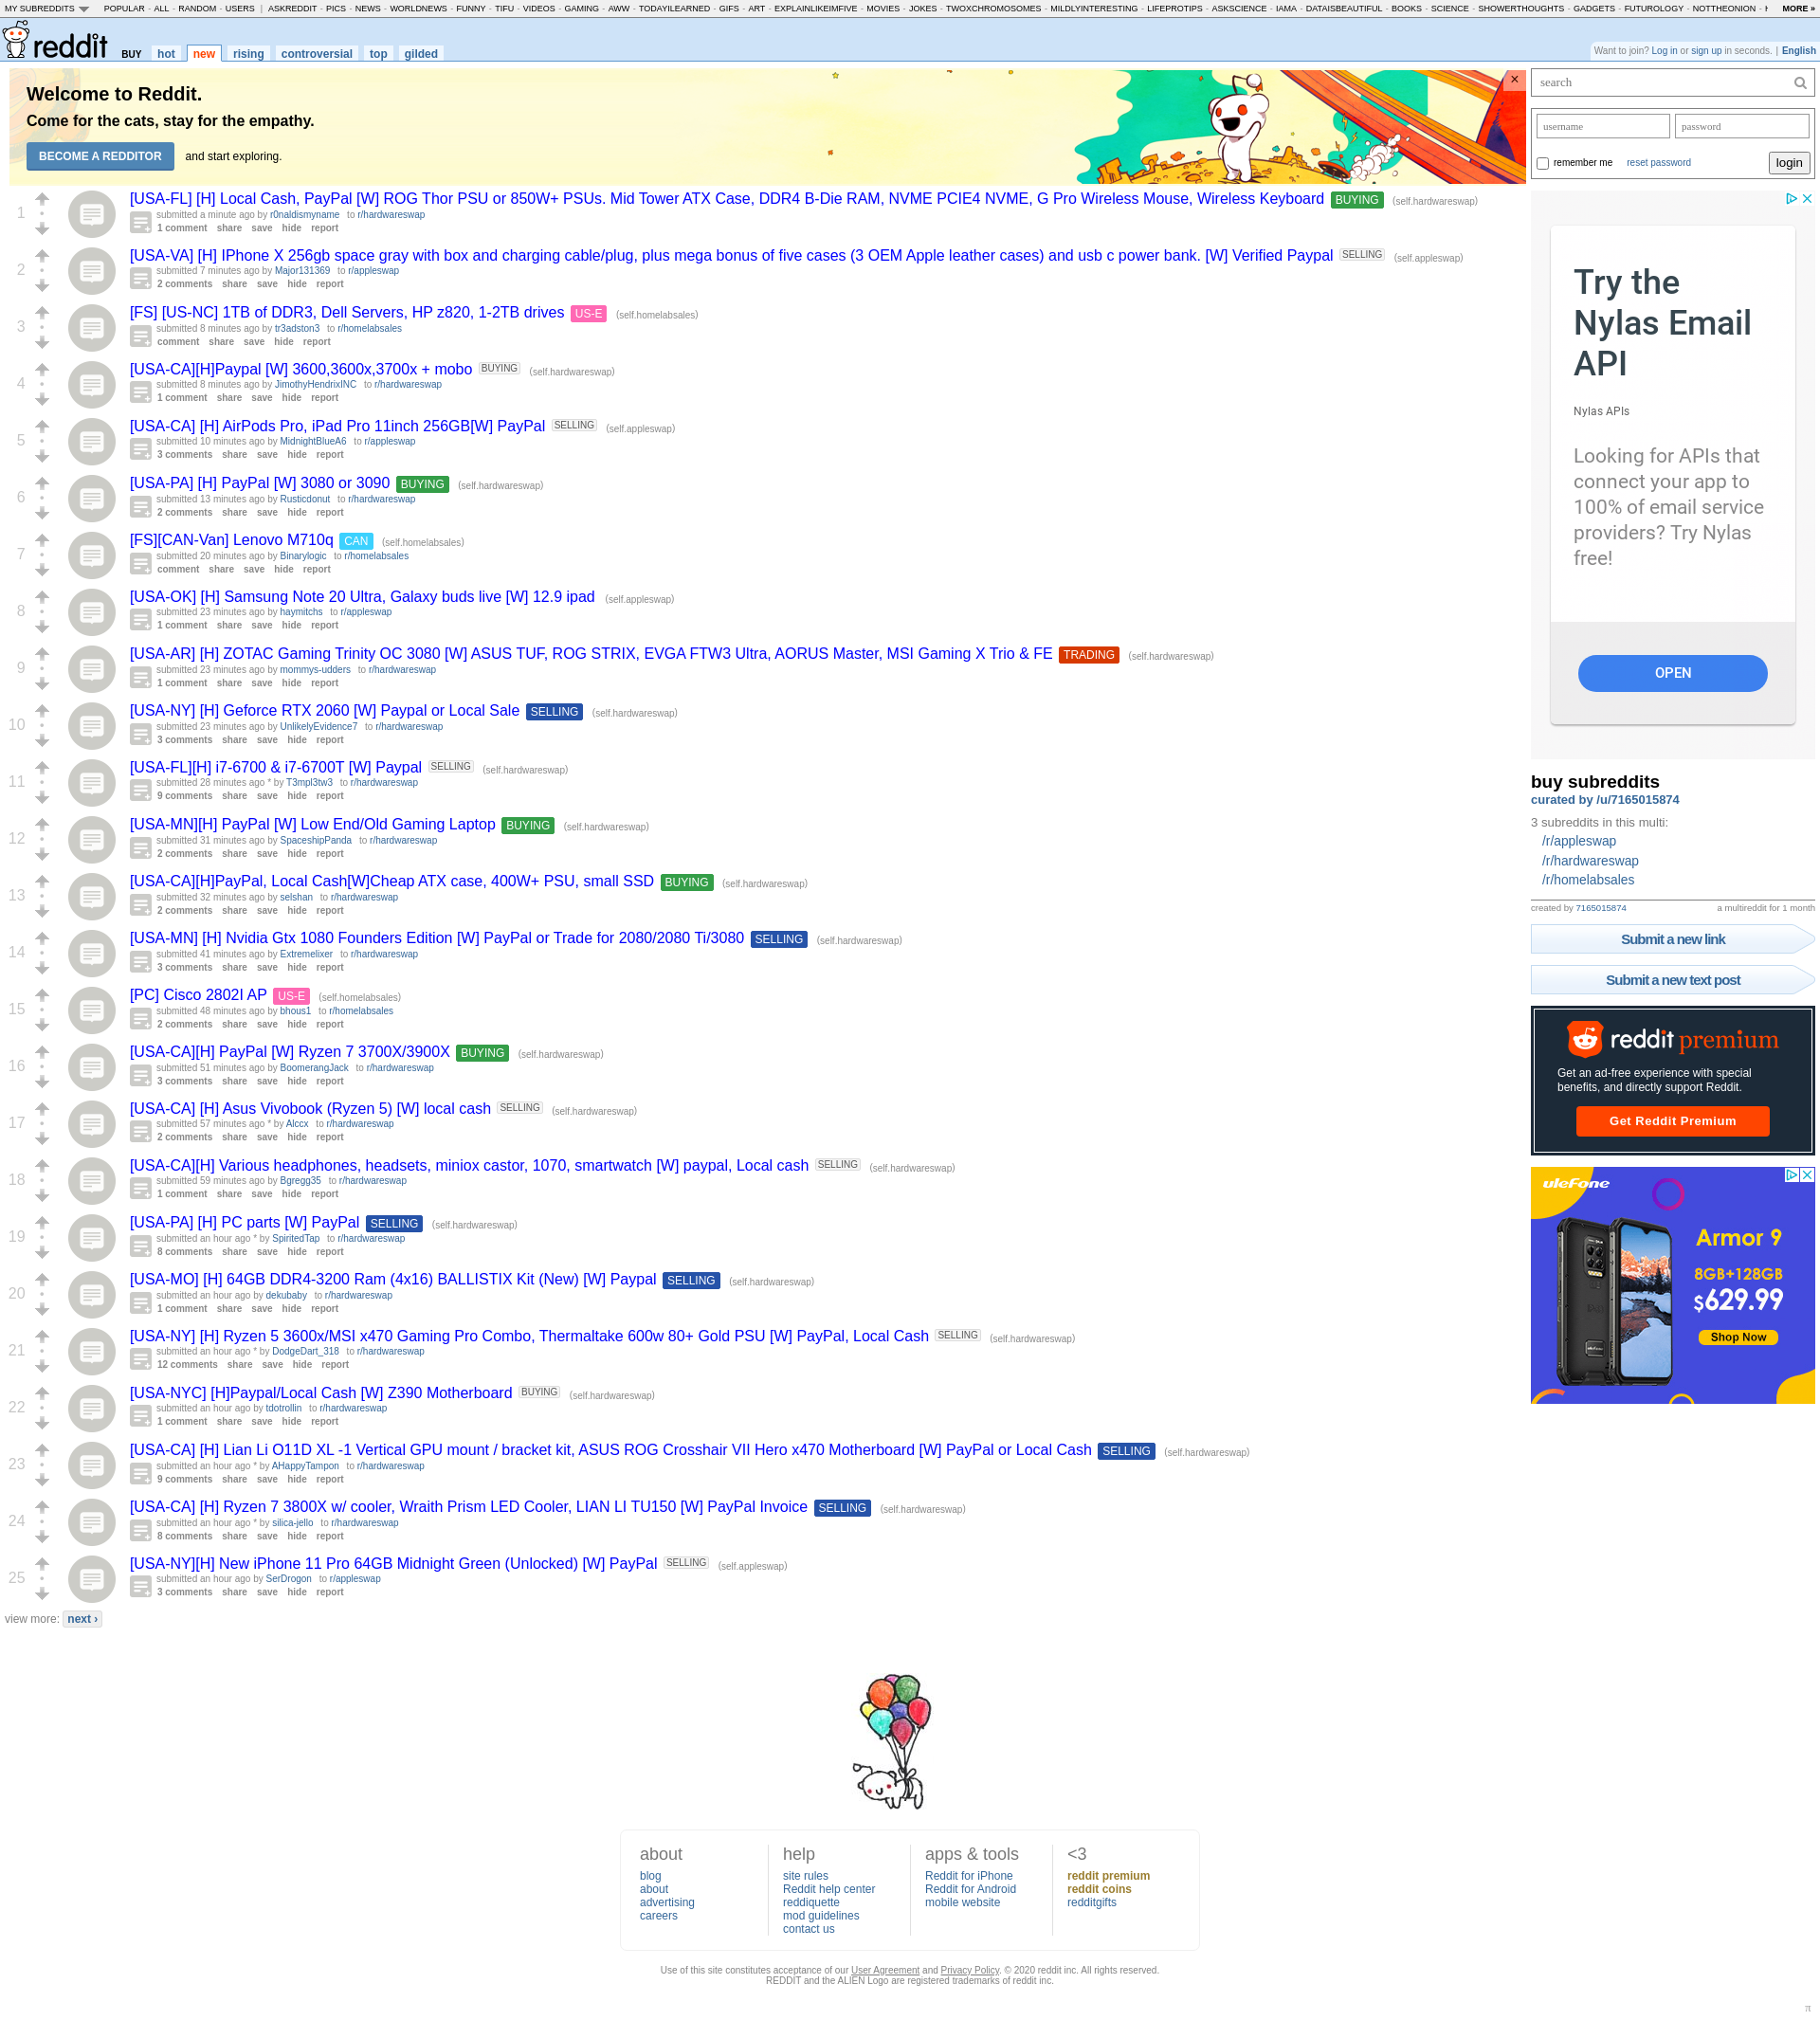 MY SUBREDDITS POPULAR - ALL - RANDOM - USERS | ASKREDDIT - PICS - NEWS - WORLDNEWS - FUNNY - TIFU - VIDEOS - GAMING - AWW - TODAYILEARNED - GIFS - ART - EXPLAINLIKEIMFIVE - MOVIES - JOKES - TWOXCHROMOSOMES - MILDLYINTERESTING - LIFEPROTIPS - ASKSCIENCE - IAMA - DATAISBEAUTIFUL - BOOKS - SCIENCE - SHOWERTHOUGHTS - GADGETS - FUTUROLOGY - NOTTHEONION - MORE »
reddit BUY hot new rising controversial top gilded
Want to join? Log in or sign up in seconds. | English
Welcome to Reddit.
Come for the cats, stay for the empathy.
BECOME A REDDITOR and start exploring.
1
[USA-FL] [H] Local Cash, PayPal [W] ROG Thor PSU or 850W+ PSUs. Mid Tower ATX Case, DDR4 B-Die RAM, NVME PCIE4 NVME, G Pro Wireless Mouse, Wireless Keyboard BUYING (self.hardwareswap)
submitted a minute ago by r0naldismyname to r/hardwareswap
1 comment share save hide report
2
[USA-VA] [H] IPhone X 256gb space gray with box and charging cable/plug, plus mega bonus of five cases (3 OEM Apple leather cases) and usb c power bank. [W] Verified Paypal SELLING (self.appleswap)
submitted 7 minutes ago by Major131369 to r/appleswap
2 comments share save hide report
3
[FS] [US-NC] 1TB of DDR3, Dell Servers, HP z820, 1-2TB drives US-E (self.homelabsales)
submitted 8 minutes ago by tr3adston3 to r/homelabsales
comment share save hide report
4
[USA-CA][H]Paypal [W] 3600,3600x,3700x + mobo BUYING (self.hardwareswap)
submitted 8 minutes ago by JimothyHendrixINC to r/hardwareswap
1 comment share save hide report
5
[USA-CA] [H] AirPods Pro, iPad Pro 11inch 256GB[W] PayPal SELLING (self.appleswap)
submitted 10 minutes ago by MidnightBlueA6 to r/appleswap
3 comments share save hide report
6
[USA-PA] [H] PayPal [W] 3080 or 3090 BUYING (self.hardwareswap)
submitted 13 minutes ago by Rusticdonut to r/hardwareswap
2 comments share save hide report
7
[FS][CAN-Van] Lenovo M710q CAN (self.homelabsales)
submitted 20 minutes ago by Binarylogic to r/homelabsales
comment share save hide report
8
[USA-OK] [H] Samsung Note 20 Ultra, Galaxy buds live [W] 12.9 ipad (self.appleswap)
submitted 23 minutes ago by haymitchs to r/appleswap
1 comment share save hide report
9
[USA-AR] [H] ZOTAC Gaming Trinity OC 3080 [W] ASUS TUF, ROG STRIX, EVGA FTW3 Ultra, AORUS Master, MSI Gaming X Trio & FE TRADING (self.hardwareswap)
submitted 23 minutes ago by mommys-udders to r/hardwareswap
1 comment share save hide report
10
[USA-NY] [H] Geforce RTX 2060 [W] Paypal or Local Sale SELLING (self.hardwareswap)
submitted 23 minutes ago by UnlikelyEvidence7 to r/hardwareswap
3 comments share save hide report
11
[USA-FL][H] i7-6700 & i7-6700T [W] Paypal SELLING (self.hardwareswap)
submitted 28 minutes ago * by T3mpl3tw3 to r/hardwareswap
9 comments share save hide report
12
[USA-MN][H] PayPal [W] Low End/Old Gaming Laptop BUYING (self.hardwareswap)
submitted 31 minutes ago by SpaceshipPanda to r/hardwareswap
2 comments share save hide report
13
[USA-CA][H]PayPal, Local Cash[W]Cheap ATX case, 400W+ PSU, small SSD BUYING (self.hardwareswap)
submitted 32 minutes ago by selshan to r/hardwareswap
2 comments share save hide report
14
[USA-MN] [H] Nvidia Gtx 1080 Founders Edition [W] PayPal or Trade for 2080/2080 Ti/3080 SELLING (self.hardwareswap)
submitted 41 minutes ago by Extremelixer to r/hardwareswap
3 comments share save hide report
15
[PC] Cisco 2802I AP US-E (self.homelabsales)
submitted 48 minutes ago by bhous1 to r/homelabsales
2 comments share save hide report
16
[USA-CA][H] PayPal [W] Ryzen 7 3700X/3900X BUYING (self.hardwareswap)
submitted 51 minutes ago by BoomerangJack to r/hardwareswap
3 comments share save hide report
17
[USA-CA] [H] Asus Vivobook (Ryzen 5) [W] local cash SELLING (self.hardwareswap)
submitted 57 minutes ago * by Alccx to r/hardwareswap
2 comments share save hide report
18
[USA-CA][H] Various headphones, headsets, miniox castor, 1070, smartwatch [W] paypal, Local cash SELLING (self.hardwareswap)
submitted 59 minutes ago by Bgregg35 to r/hardwareswap
1 comment share save hide report
19
[USA-PA] [H] PC parts [W] PayPal SELLING (self.hardwareswap)
submitted an hour ago * by SpiritedTap to r/hardwareswap
8 comments share save hide report
20
[USA-MO] [H] 64GB DDR4-3200 Ram (4x16) BALLISTIX Kit (New) [W] Paypal SELLING (self.hardwareswap)
submitted an hour ago by dekubaby to r/hardwareswap
1 comment share save hide report
21
[USA-NY] [H] Ryzen 5 3600x/MSI x470 Gaming Pro Combo, Thermaltake 600w 80+ Gold PSU [W] PayPal, Local Cash SELLING (self.hardwareswap)
submitted an hour ago * by DodgeDart_318 to r/hardwareswap
12 comments share save hide report
22
[USA-NYC] [H]Paypal/Local Cash [W] Z390 Motherboard BUYING (self.hardwareswap)
submitted an hour ago by tdotrollin to r/hardwareswap
1 comment share save hide report
23
[USA-CA] [H] Lian Li O11D XL -1 Vertical GPU mount / bracket kit, ASUS ROG Crosshair VII Hero x470 Motherboard [W] PayPal or Local Cash SELLING (self.hardwareswap)
submitted an hour ago * by AHappyTampon to r/hardwareswap
9 comments share save hide report
24
[USA-CA] [H] Ryzen 7 3800X w/ cooler, Wraith Prism LED Cooler, LIAN LI TU150 [W] PayPal Invoice SELLING (self.hardwareswap)
submitted an hour ago * by silica-jello to r/hardwareswap
8 comments share save hide report
25
[USA-NY][H] New iPhone 11 Pro 64GB Midnight Green (Unlocked) [W] PayPal SELLING (self.appleswap)
submitted an hour ago by SerDrogon to r/appleswap
3 comments share save hide report
view more: next ›
search
username password
remember me reset password login
Try the
Nylas Email
API
Nylas APIs
Looking for APIs that
connect your app to
100% of email service
providers? Try Nylas
free!
OPEN
buy subreddits
curated by /u/7165015874
3 subreddits in this multi:
/r/appleswap
/r/hardwareswap
/r/homelabsales
created by 7165015874 a multireddit for 1 month
Submit a new link
Submit a new text post
reddit premium
Get an ad-free experience with special
benefits, and directly support Reddit.
Get Reddit Premium
uleFone
Armor 9
8GB+128GB
$629.99
Shop Now
about
blog
about
advertising
careers
help
site rules
Reddit help center
reddiquette
mod guidelines
contact us
apps & tools
Reddit for iPhone
Reddit for Android
mobile website
<3
reddit premium
reddit coins
redditgifts
Use of this site constitutes acceptance of our User Agreement and Privacy Policy. © 2020 reddit inc. All rights reserved.
REDDIT and the ALIEN Logo are registered trademarks of reddit inc.
π